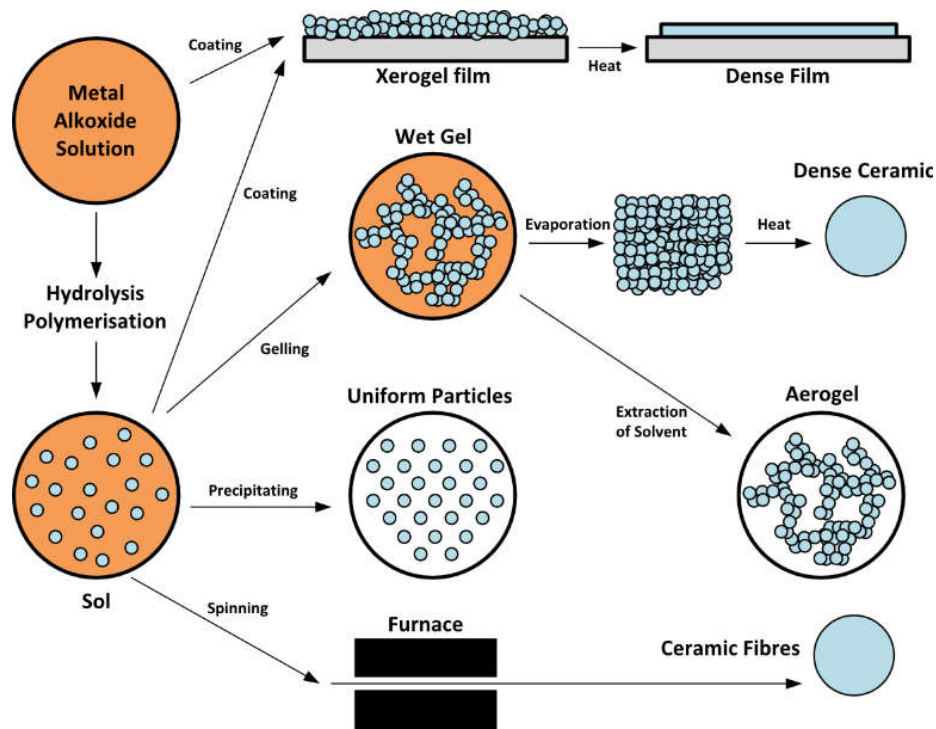 Coating
Xerogel film
Heat
Dense Film
Metal
Alkoxide
Solution
Coating
Wet Gel
Evaporation
Heat
Dense Ceramic
Hydrolysis
Polymerisation
Gelling
Extraction
of Solvent
Aerogel
Uniform Particles
Precipitating
Sol
Spinning
Furnace
Ceramic Fibres